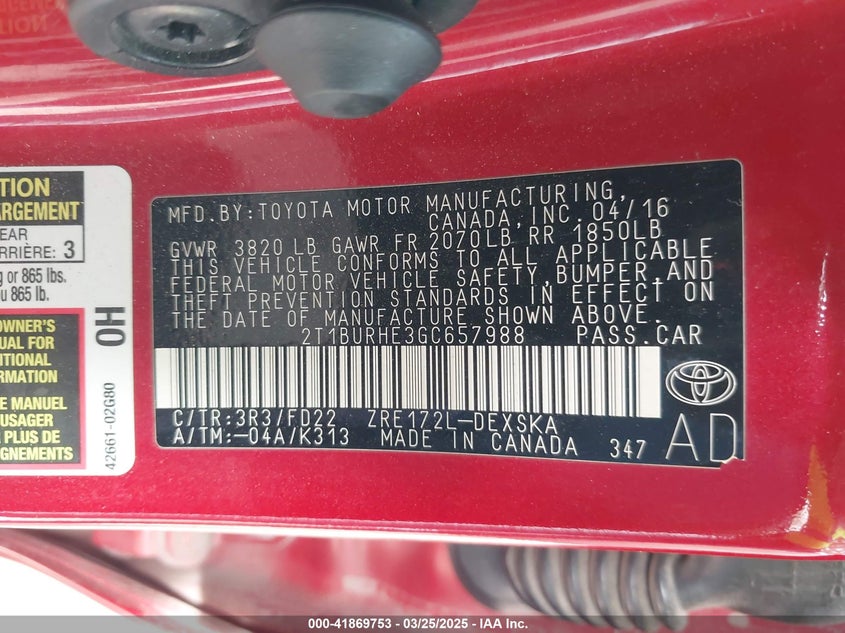 MFD.BY:TOYOTA MOTOR MANUFACTURING,
CANADA, INC. 04/16
GVWR 3820 LB GAWR FR 2070LB RR 1850LB
THIS VEHICLE CONFORMS TO ALL APPLICABLE
FEDERAL MOTOR VEHICLE SAFETY, BUMPER, AND
THEFT PREVENTION STANDARDS IN EFFECT ON
THE DATE OF MANUFACTURE SHOWN ABOVE.
2T1BURHE3GC657988 PASS.CAR
C/TR:3R3/FD22 ZRE172L-DEXSKA
A/TM:-04A/K313 MADE IN CANADA 347
AD
TION
ARGEMENT
EAR
ARRIÈRE: 3
g or 865 lbs.
u 865 lb.
OWNER'S
UAL FOR
ITIONAL
RMATION
LE MANUEL
USAGER
PLUS DE
IGNEMENTS
OH
42661-02G80
000-41869753 - 03/25/2025 - IAAI Inc.